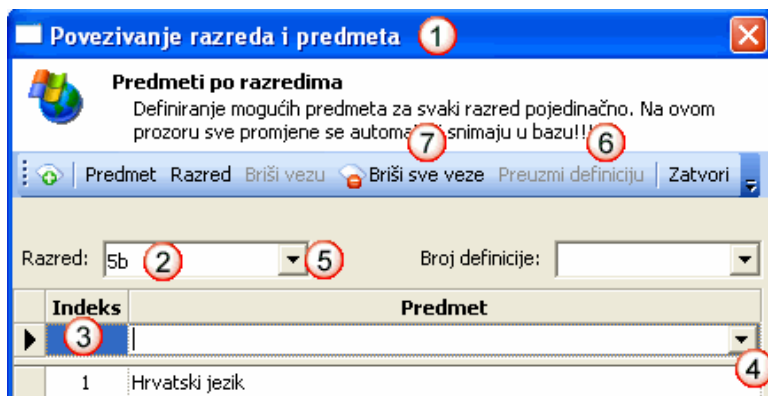 Povezivanje razreda i predmeta 1
Predmeti po razredima
Definiranje mogućih predmeta za svaki razred pojedinačno. Na ovom
prozoru sve promjene se snimaju u bazu!!!
7 6
Predmet Razred Briši vezu Briši sve veze Preuzmi definiciju Zatvori
Razred: 5b 2 5 Broj definicije:
Indeks Predmet
3
4
1 Hrvatski jezik